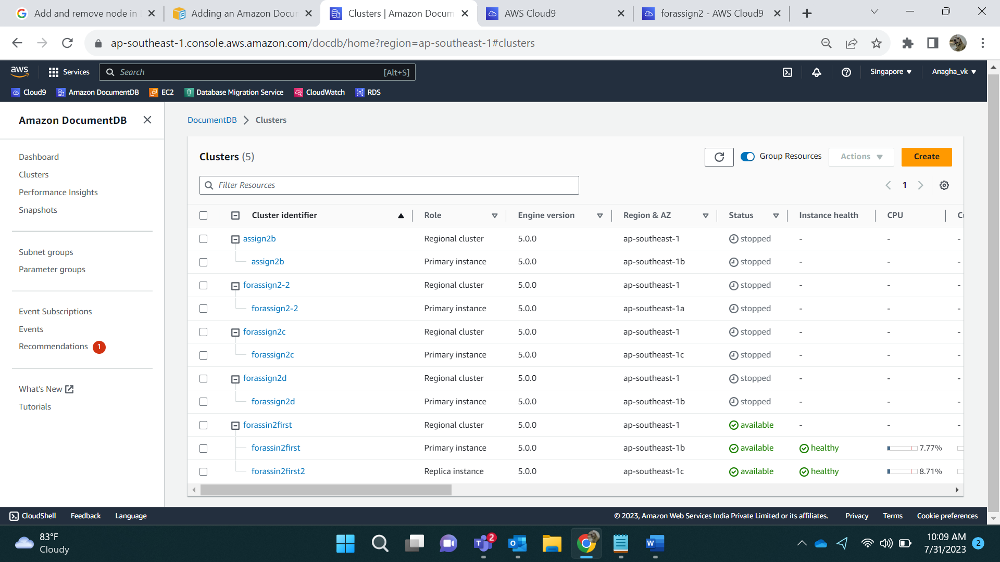 Add and remove node in
Adding an Amazon Docum
Clusters | Amazon Docum
AWS Cloud9
forassign2 - AWS Cloud9
ap-southeast-1.console.aws.amazon.com/docdb/home?region=ap-southeast-1#clusters
aws
Services
Search
[Alt+S]
Singapore
Anagha_vk
Cloud9
Amazon DocumentDB
EC2
Database Migration Service
CloudWatch
RDS
Amazon DocumentDB
Dashboard
Clusters
Performance Insights
Snapshots
Subnet groups
Parameter groups
Event Subscriptions
Events
Recommendations 1
What's New
Tutorials
DocumentDB > Clusters
Clusters (5)
Group Resources
Actions
Create
Filter Resources
1
Cluster identifier Role Engine version Region & AZ Status Instance health CPU
assign2b Regional cluster 5.0.0 ap-southeast-1 stopped - - -
assign2b Primary instance 5.0.0 ap-southeast-1b stopped - - -
forassign2-2 Regional cluster 5.0.0 ap-southeast-1 stopped - - -
forassign2-2 Primary instance 5.0.0 ap-southeast-1a stopped - - -
forassign2c Regional cluster 5.0.0 ap-southeast-1 stopped - - -
forassign2c Primary instance 5.0.0 ap-southeast-1c stopped - - -
forassign2d Regional cluster 5.0.0 ap-southeast-1 stopped - - -
forassign2d Primary instance 5.0.0 ap-southeast-1b stopped - - -
forassin2first Regional cluster 5.0.0 ap-southeast-1 available - - -
forassin2first Primary instance 5.0.0 ap-southeast-1b available healthy 7.77%
forassin2first2 Replica instance 5.0.0 ap-southeast-1c available healthy 8.71%
CloudShell
Feedback
Language
© 2023, Amazon Web Services India Private Limited or its affiliates.
Privacy
Terms
Cookie preferences
83°F
Cloudy
2
10:09 AM
7/31/2023
2